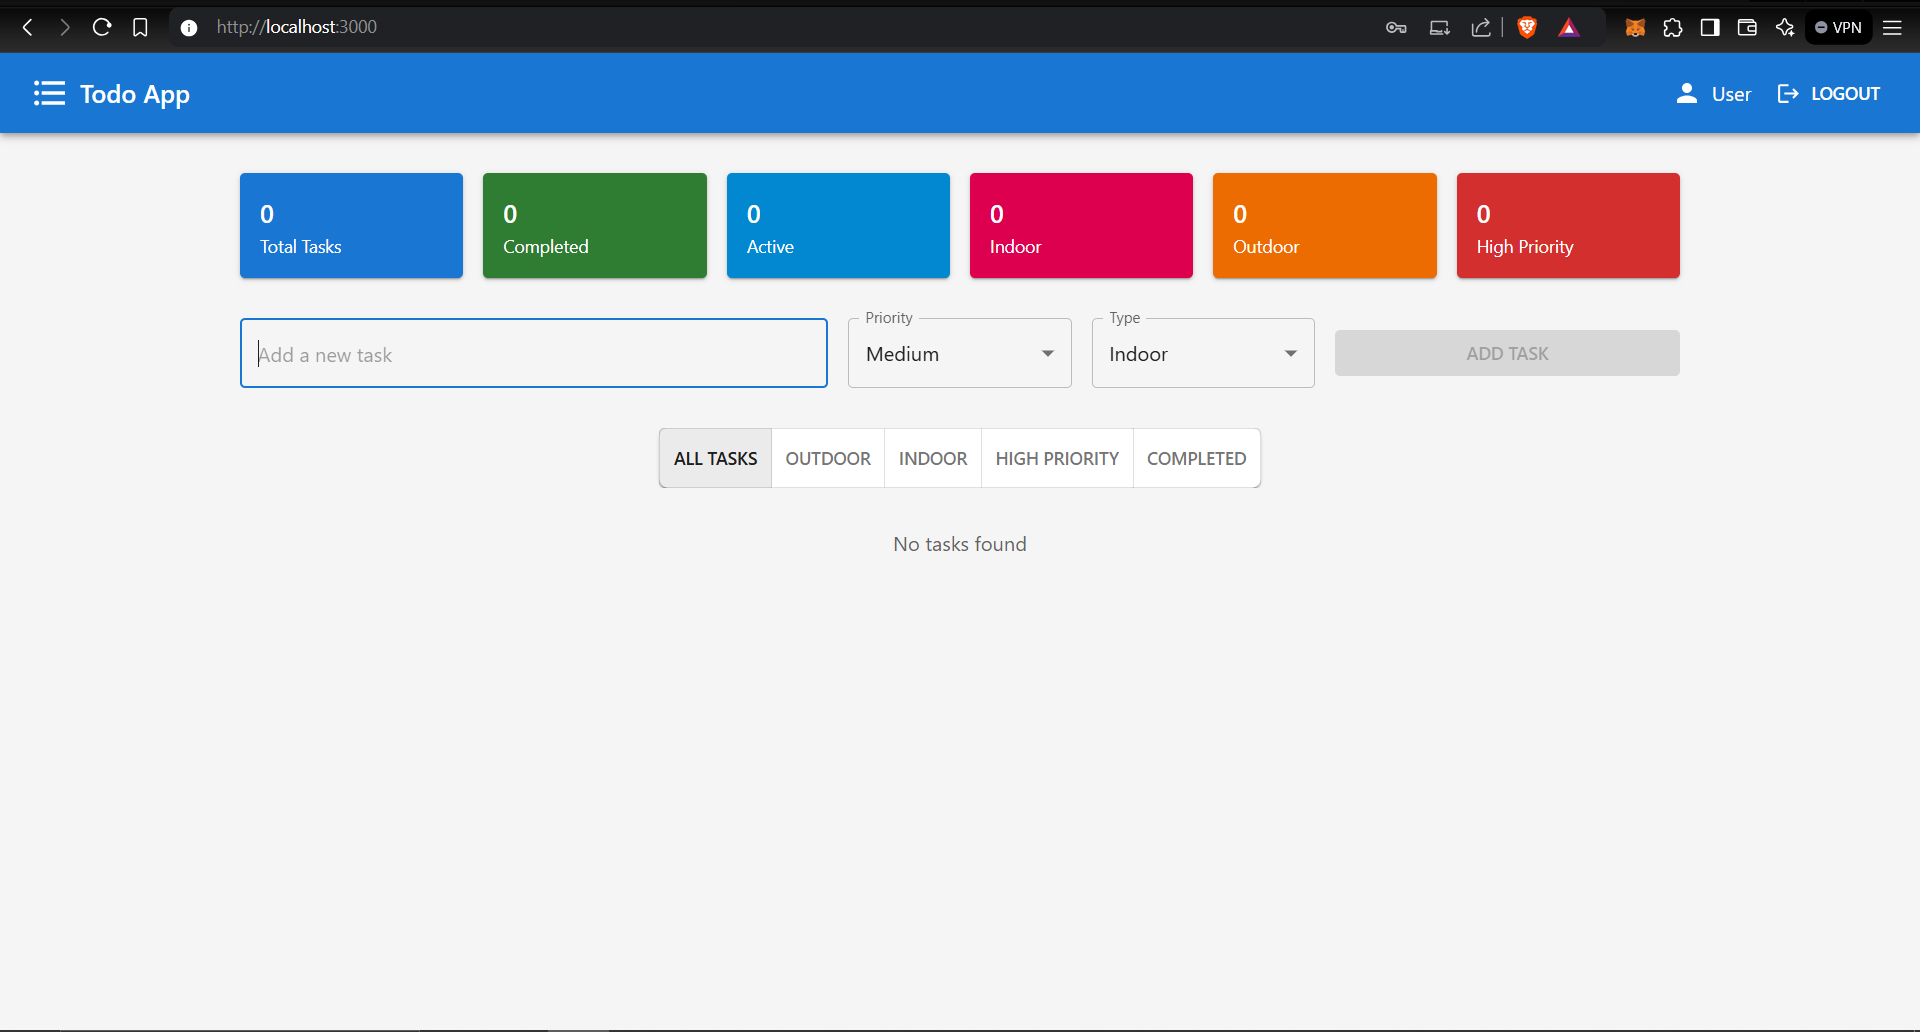 http://localhost:3000
VPN
Todo App
User
LOGOUT
0
Total Tasks
0
Completed
0
Active
0
Indoor
0
Outdoor
0
High Priority
Add a new task
Priority
Medium
Type
Indoor
ADD TASK
ALL TASKS
OUTDOOR
INDOOR
HIGH PRIORITY
COMPLETED
No tasks found